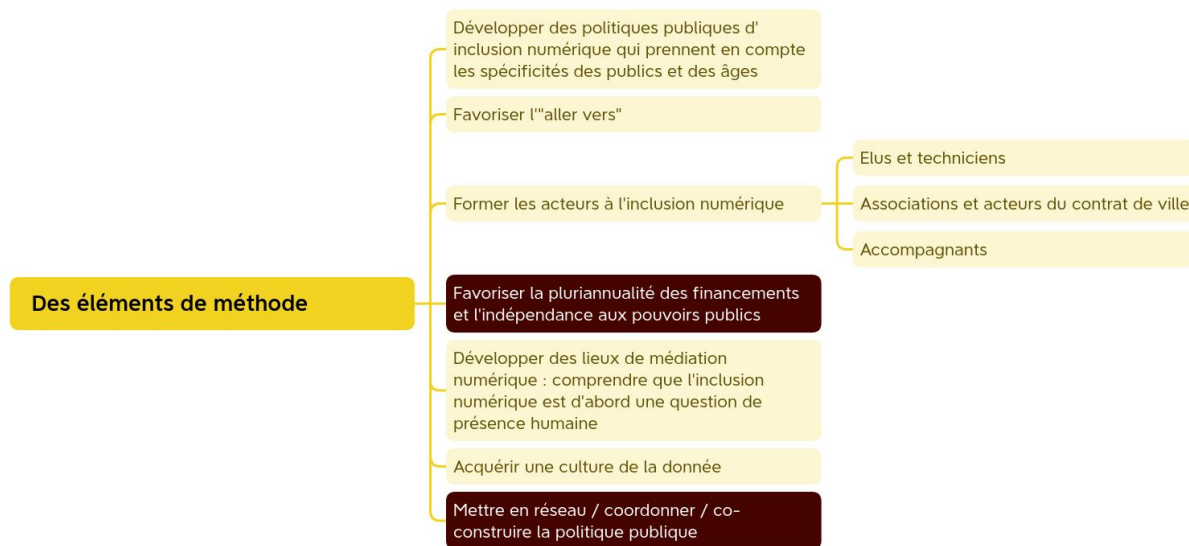 Développer des politiques publiques d'
inclusion numérique qui prennent en compte
les spécificités des publics et des âges
Favoriser l'"aller vers"
Former les acteurs à l'inclusion numérique
Elus et techniciens
Associations et acteurs du contrat de ville
Accompagnants
Des éléments de méthode
Favoriser la pluriannualité des financements
et l'indépendance aux pouvoirs publics
Développer des lieux de médiation
numérique : comprendre que l'inclusion
numérique est d'abord une question de
présence humaine
Acquérir une culture de la donnée
Mettre en réseau / coordonner / co-
construire la politique publique